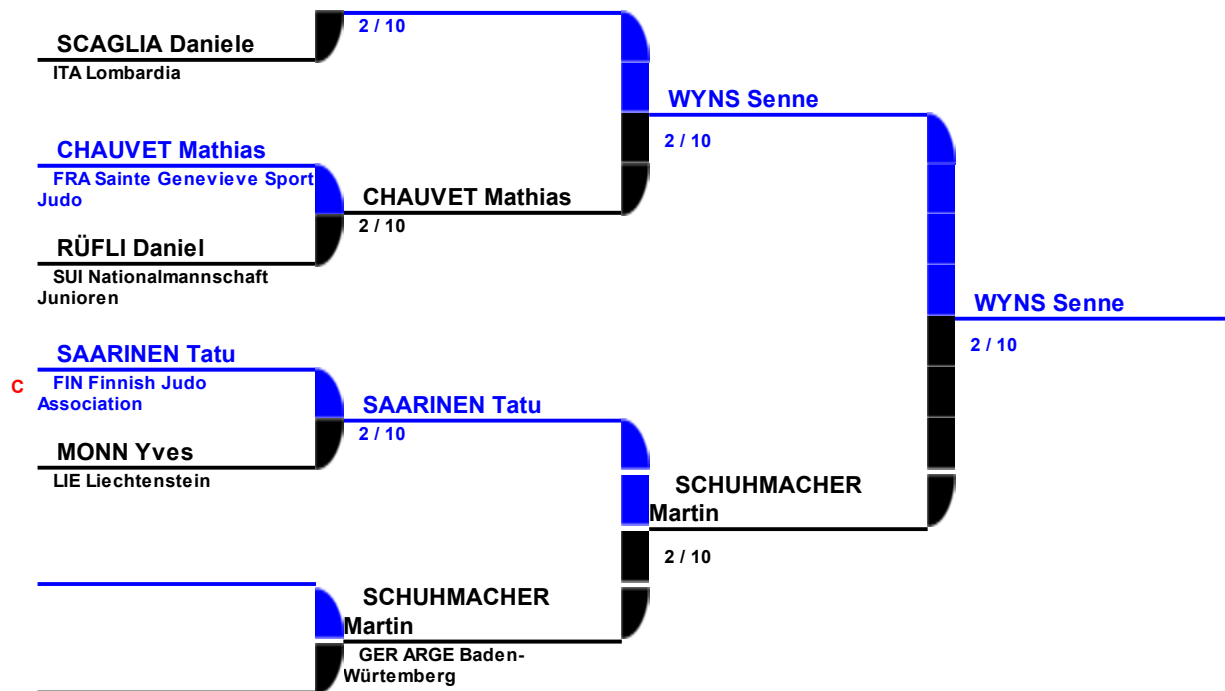 2 / 10
SCAGLIA Daniele
ITA Lombardia
WYNS Senne
2 / 10
CHAUVET Mathias
FRA Sainte Genevieve Sport
Judo
CHAUVET Mathias
2 / 10
RÜFLI Daniel
SUI Nationalmannschaft
Junioren
WYNS Senne
2 / 10
SAARINEN Tatu
C
FIN Finnish Judo
Association
SAARINEN Tatu
2 / 10
MONN Yves
LIE Liechtenstein
SCHUHMACHER
Martin
2 / 10
SCHUHMACHER
Martin
GER ARGE Baden-
Würtemberg